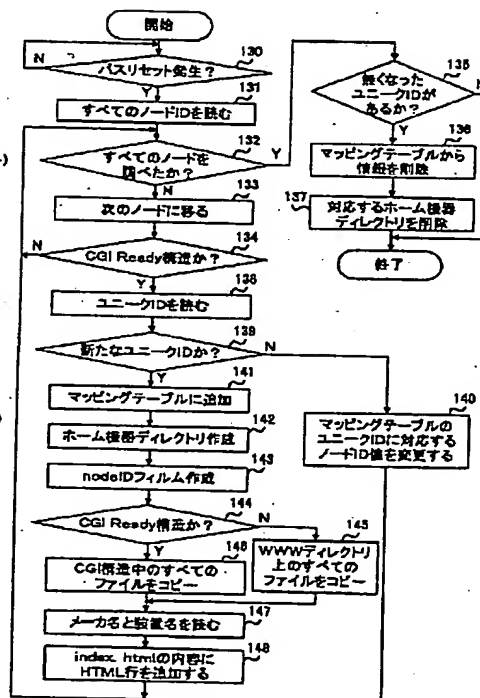 開始
N
130
バスリセット発生？
Y
131
すべてのノードIDを読む
132
すべてのノードを
調べたか？
Y
N
133
次のノードに移る
134
N
CGI Ready構造か？
Y
138
ユニークIDを読む
139
新たなユニークIDか？
N
Y
141
マッピングテーブルに追加
142
ホーム機器ディレクトリ作成
143
nodeIDフィルム作成
144
CGI Ready構造か？
N
Y
146
CGI構造中のすべての
ファイルをコピー
145
WWWディレクトリ
上のすべての
ファイルをコピー
147
メーカ名と装置名を読む
148
index. htmlの内容に
HTML行を追加する
140
マッピングテーブルの
ユニークIDに対応する
ノードID値を変更する
135
無くなった
ユニークIDが
あるか？
N
Y
136
マッピングテーブルから
情報を削除
137
対応するホーム機器
ディレクトリを削除
終了